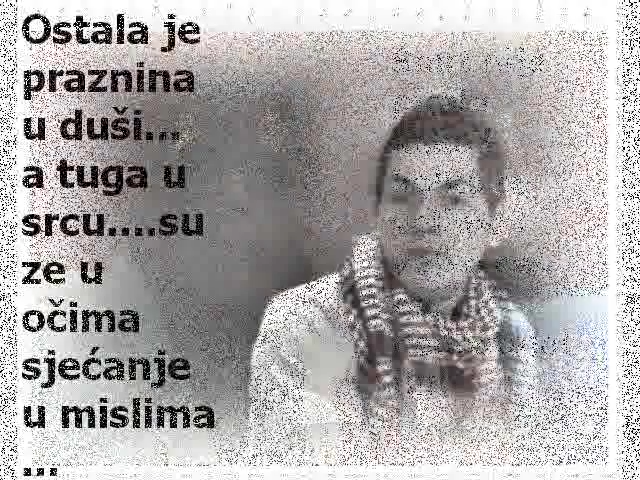 Ostala je
praznina
u duši...
a tuga u
srcu....su
ze u
očima
sjećanje
u mislima
...